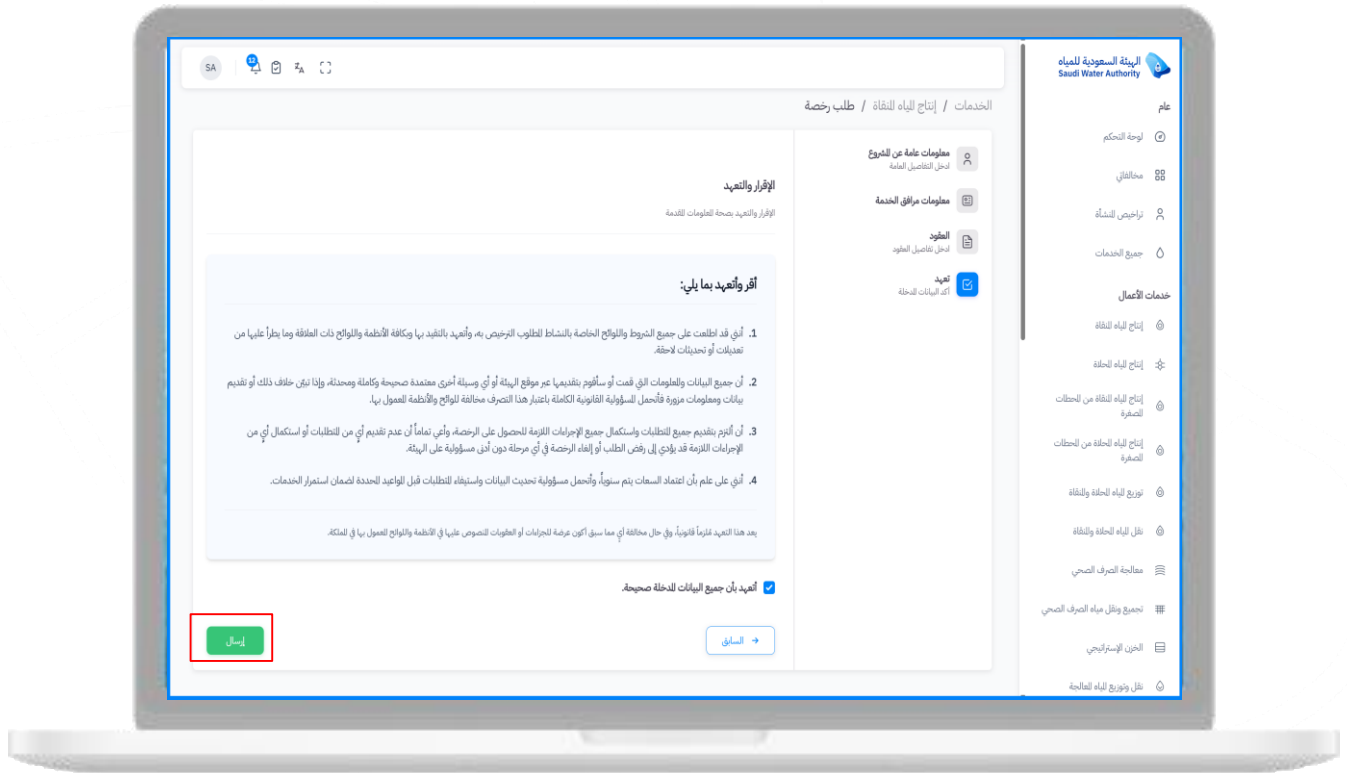 الهيئة السعودية للمياه
Saudi Water Authority
عام
لوحة التحكم
مخالفاتي
تراخيص المنشأة
جميع الخدمات
خدمات الأعمال
إنتاج المياه المنقاة
إنتاج المياه المحلاة
إنتاج المياه المنقاة من المحطات
المصغرة
إنتاج المياه المحلاة من المحطات
المصغرة
توزيع المياه المحلاة والمنقاة
نقل المياه المحلاة والمنقاة
معالجة الصرف الصحي
تجميع ونقل مياه الصرف الصحي
الخزن الإستراتيجي
نقل وتوزيع المياه المعالجة
12
SA
الخدمات / إنتاج المياه المنقاة / طلب رخصة
معلومات عامة عن المشروع
ادخل التفاصيل العامة
معلومات مرافق الخدمة
العقود
ادخل تفاصيل العقود
تعهد
أكد البيانات المدخلة
الإقرار والتعهد
الإقرار والتعهد بصحة المعلومات المقدمة
أقر وأتعهد بما يلي:
1. أنني قد اطلعت على جميع الشروط واللوائح الخاصة بالنشاط المطلوب الترخيص به، وأتعهد بالتقيد بها وبكافة الأنظمة واللوائح ذات العلاقة وما يطرأ عليها من
تعديلات أو تحديثات لاحقة.
2. أن جميع البيانات والمعلومات التي قمت أو سأقوم بتقديمها عبر موقع الهيئة أو أي وسيلة أخرى معتمدة صحيحة وكاملة ومحدثة، وإذا تبيّن خلاف ذلك أو تقديم
بيانات ومعلومات مزورة فأتحمل المسؤولية القانونية الكاملة باعتبار هذا التصرف مخالفة للوائح والأنظمة المعمول بها.
3. أن ألتزم بتقديم جميع المتطلبات واستكمال جميع الإجراءات اللازمة للحصول على الرخصة، وأعي تماماً أن عدم تقديم أيٍ من المتطلبات أو استكمال أيٍ من
الإجراءات اللازمة قد يؤدي إلى رفض الطلب أو إلغاء الرخصة في أي مرحلة دون أدنى مسؤولية على الهيئة.
4. أنني على علم بأن اعتماد السعات يتم سنوياً، وأتحمل مسؤولية تحديث البيانات واستيفاء المتطلبات قبل المواعيد المحددة لضمان استمرار الخدمات.
يعد هذا التعهد مُلزماً قانونياً، وفي حال مخالفة أيٍ مما سبق أكون عرضة للجزاءات أو العقوبات المنصوص عليها في الأنظمة واللوائح المعمول بها في المملكة.
أتعهد بأن جميع البيانات المدخلة صحيحة.
السابق
إرسال